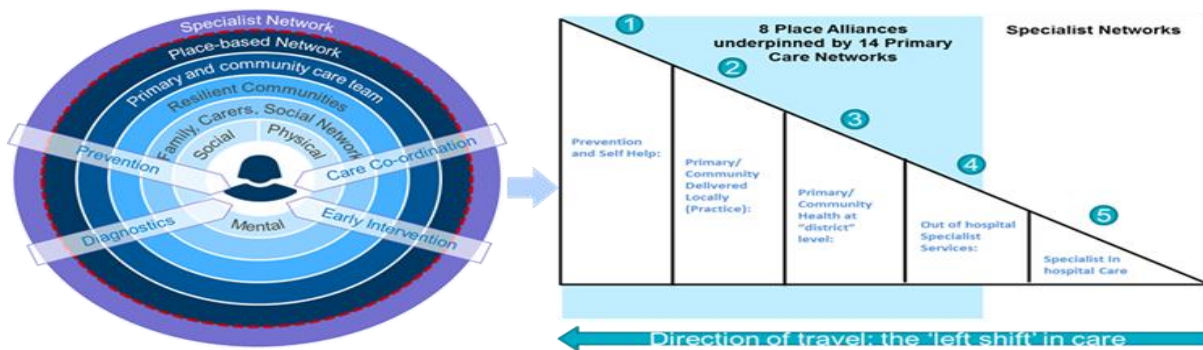 Specialist Network
Place-based Network
Primary and community care team
Resilient Communities
Family, Carers, Social Network
Social
Physical
Mental
Prevention
Care Co-ordination
Diagnostics
Early Intervention
1
8 Place Alliances
underpinned by 14 Primary
Care Networks
Specialist Networks
2
3
4
5
Prevention
and Self Help:
Primary/
Community
Delivered
Locally
(Practice):
Primary/
Community
Health at
"district"
level:
Out of hospital
Specialist
Services:
Specialist In
hospital Care
Direction of travel: the 'left shift' in care